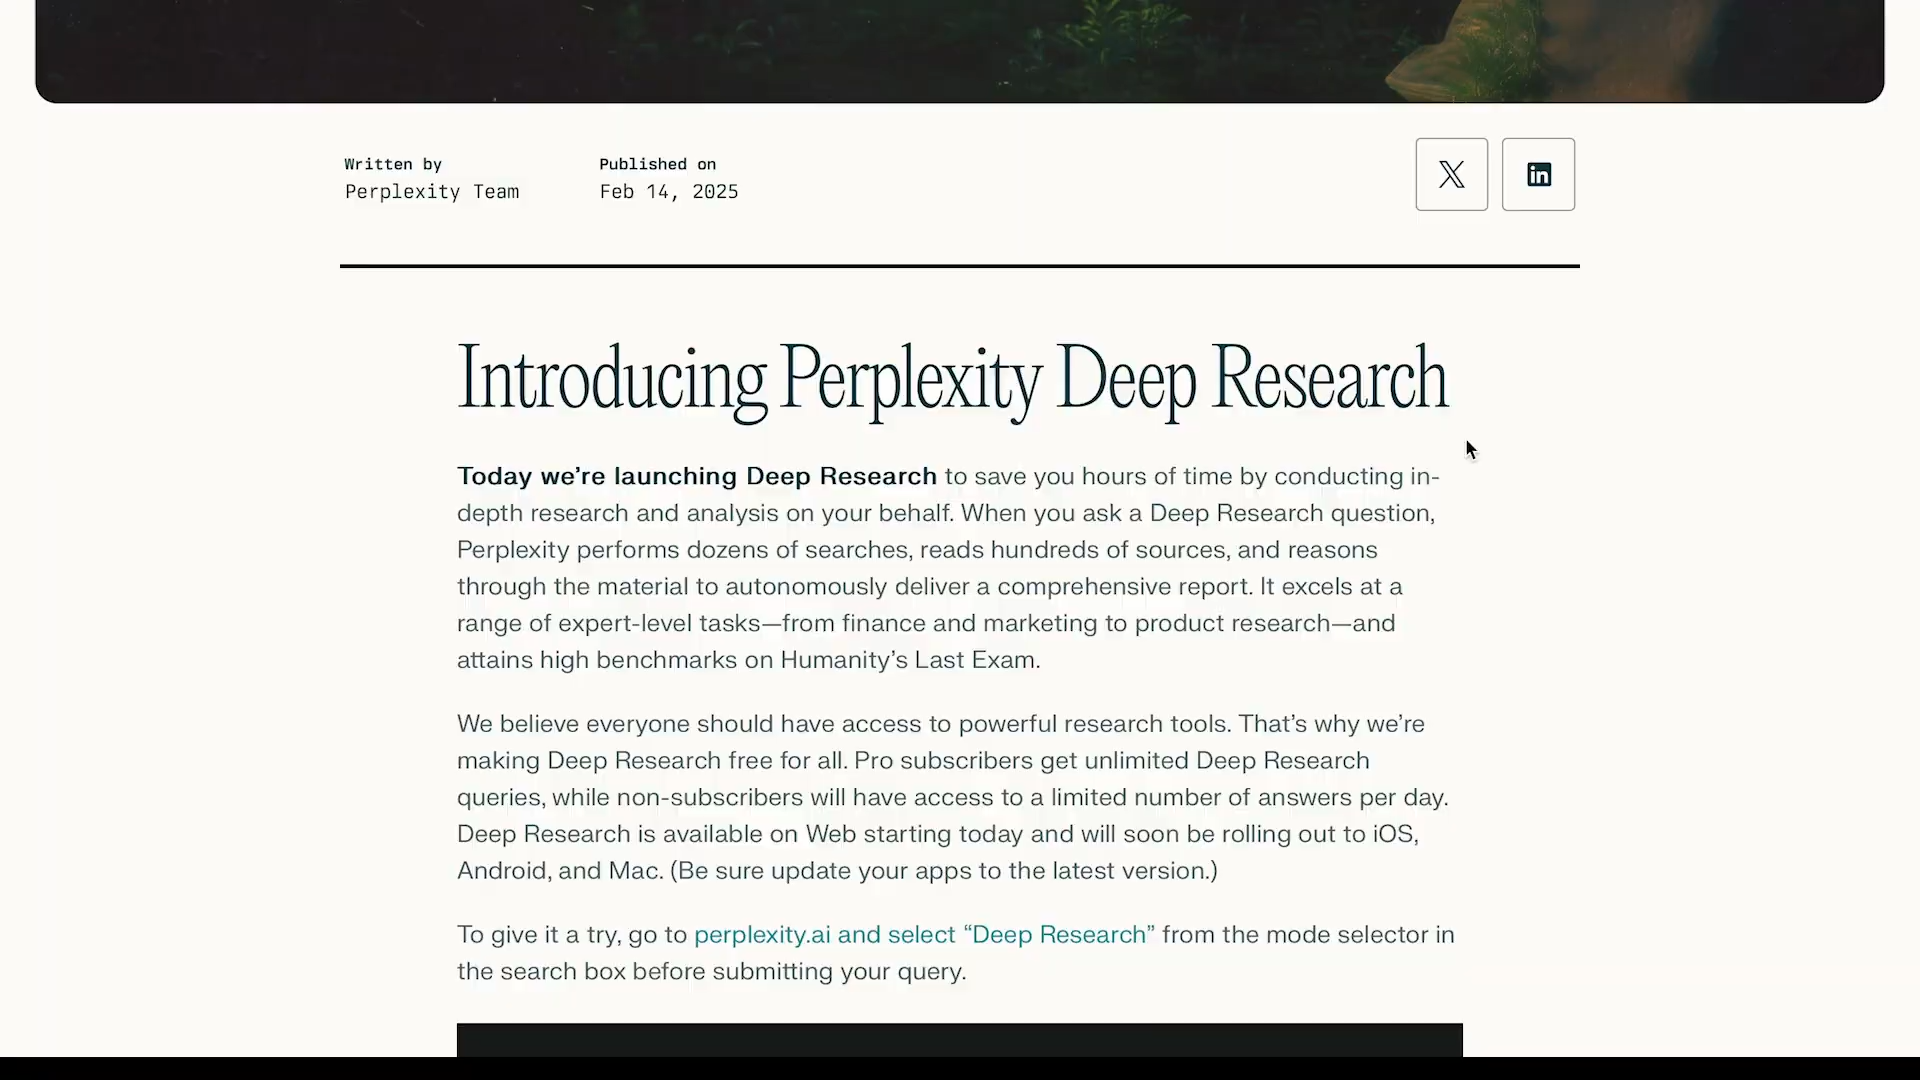 Written by
Perplexity Team
Published on
Feb 14, 2025
Introducing Perplexity Deep Research
Today we’re launching Deep Research to save you hours of time by conducting in-
depth research and analysis on your behalf. When you ask a Deep Research question,
Perplexity performs dozens of searches, reads hundreds of sources, and reasons
through the material to autonomously deliver a comprehensive report. It excels at a
range of expert-level tasks—from finance and marketing to product research—and
attains high benchmarks on Humanity’s Last Exam.
We believe everyone should have access to powerful research tools. That’s why we’re
making Deep Research free for all. Pro subscribers get unlimited Deep Research
queries, while non-subscribers will have access to a limited number of answers per day.
Deep Research is available on Web starting today and will soon be rolling out to iOS,
Android, and Mac. (Be sure update your apps to the latest version.)
To give it a try, go to perplexity.ai and select “Deep Research” from the mode selector in
the search box before submitting your query.